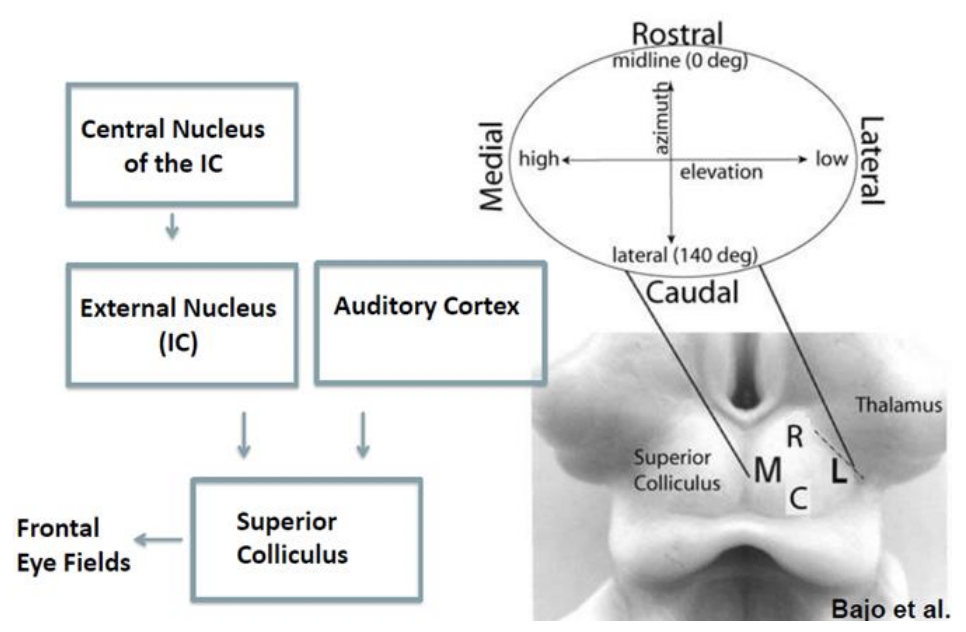 Central Nucleus
of the IC
External Nucleus
(IC)
Auditory Cortex
Superior
Colliculus
Frontal
Eye Fields
Rostral
midline (0 deg)
azimuth
Medial
high
elevation
low
Lateral
lateral (140 deg)
Caudal
Thalamus
Superior
Colliculus
R
M
L
C
Bajo et al.